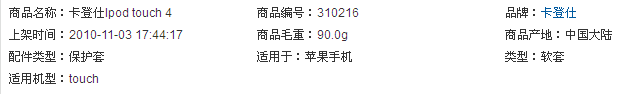 商品名称：卡登仕Ipod touch 4 商品编号：310216 品牌：卡登仕
上架时间：2010-11-03 17:44:17 商品毛重：90.0g 商品产地：中国大陆
配件类型：保护套 适用于：苹果手机 类型：软套
适用机型：touch